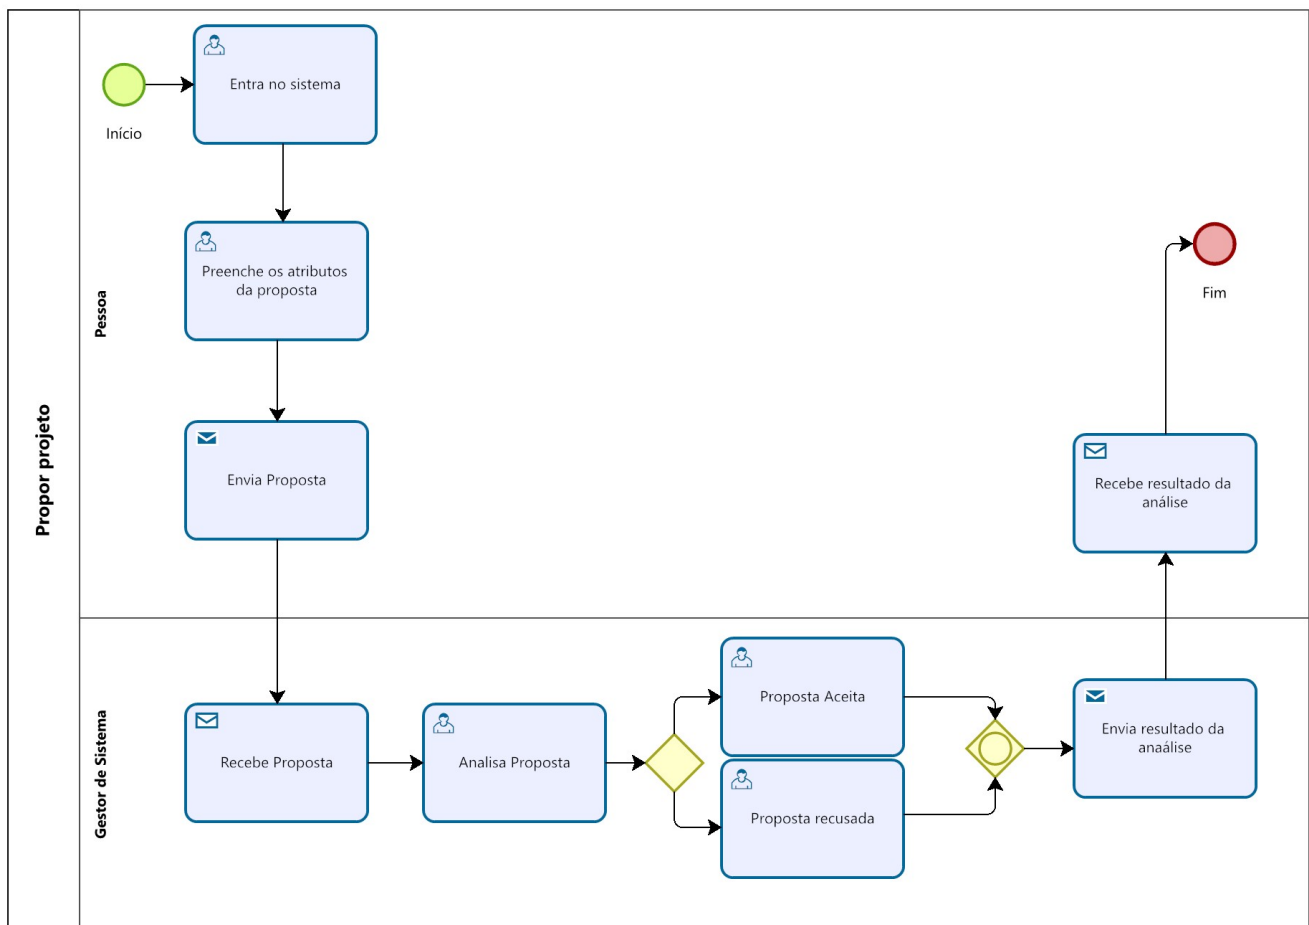 Propor projeto
Pessoa
Entra no sistema
Início
Preenche os atributos
da proposta
Envia Proposta
Fim
Recebe resultado da
análise
Gestor de Sistema
Recebe Proposta
Analisa Proposta
Proposta Aceita
Proposta recusada
Envia resultado da
anaálise